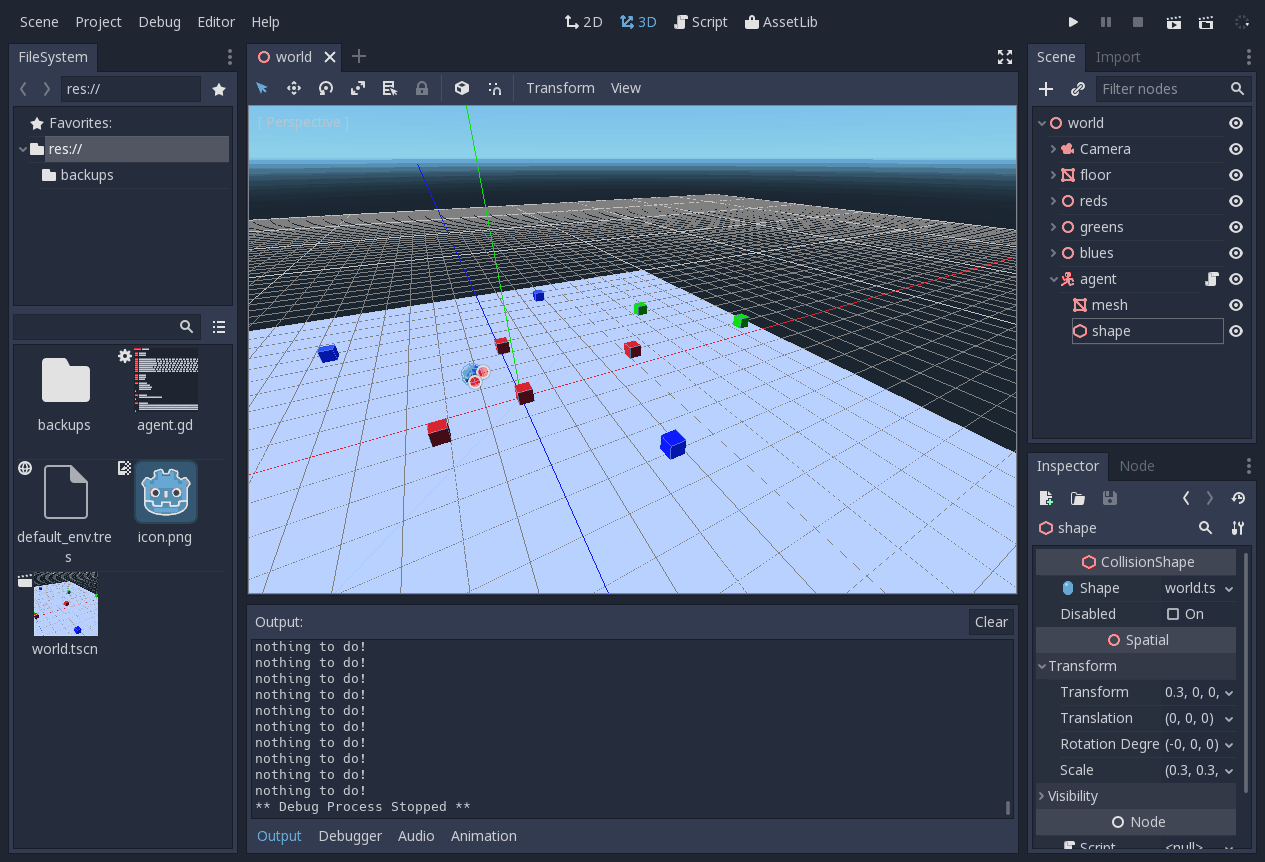 Scene Project Debug Editor Help
2D 3D Script AssetLib
FileSystem
res://
Favorites:
res://
backups
backups
agent.gd
default_env.tre
s
icon.png
world.tscn
world
Transform View
[ Perspective ]
Output:
Clear
nothing to do!
nothing to do!
nothing to do!
nothing to do!
nothing to do!
nothing to do!
nothing to do!
nothing to do!
nothing to do!
nothing to do!
** Debug Process Stopped **
Output Debugger Audio Animation
Scene Import
Filter nodes
world
Camera
floor
reds
greens
blues
agent
mesh
shape
Inspector Node
shape
CollisionShape
Shape world.ts
Disabled On
Spatial
Transform
Transform 0.3, 0, 0,
Translation (0, 0, 0)
Rotation Degre (-0, 0, 0)
Scale (0.3, 0.3,
Visibility
Node
Script <null>